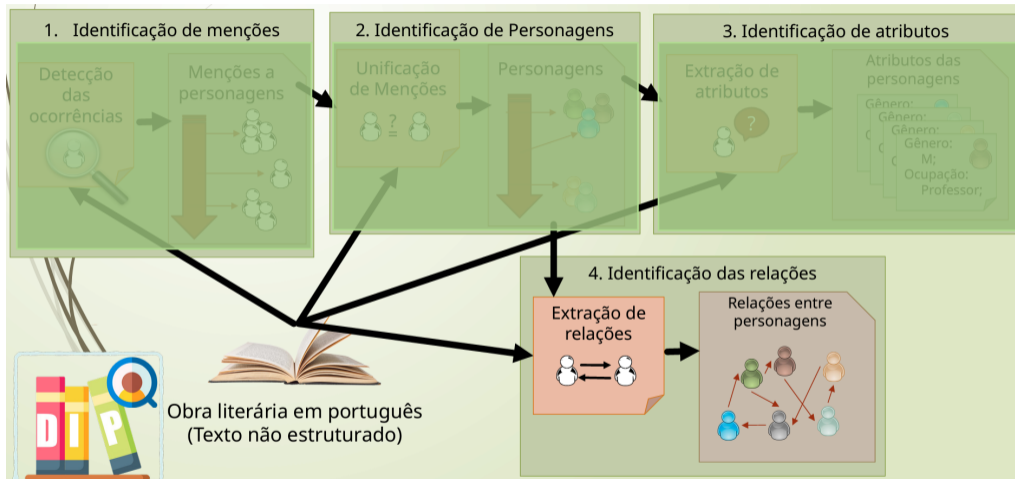 1. Identificação de menções
Detecção
das
ocorrências
Menções a
personagens
2. Identificação de Personagens
Unificação
de Menções
?
=
Personagens
3. Identificação de atributos
Extração de
atributos
?
Atributos das
personagens
Gênero:
Gênero:
Gênero:
M;
Ocupação:
Professor;
4. Identificação das relações
Extração de
relações
Relações entre
personagens
Obra literária em português
(Texto não estruturado)
DIP